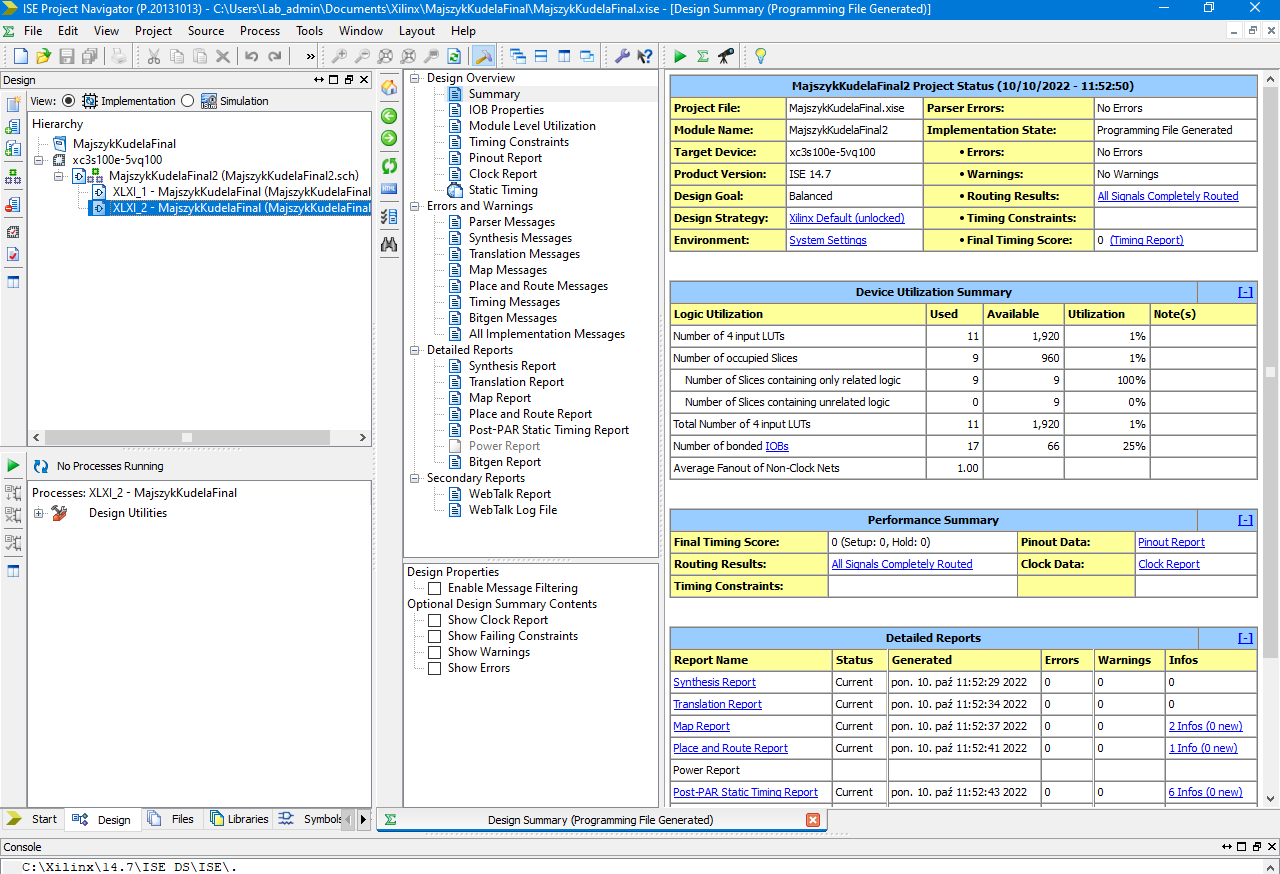 ISE Project Navigator (P.20131013) - C:\Users\Lab_admin\Documents\Xilinx\MajszykKudelaFinal\MajszykKudelaFinal.xise - [Design Summary (Programming File Generated)]
File Edit View Project Source Process Tools Window Layout Help
»
Design
View: Implementation Simulation
Hierarchy
MajszykKudelaFinal
xc3s100e-5vq100
MajszykKudelaFinal2 (MajszykKudelaFinal2.sch)
XLXI_1 - MajszykKudelaFinal (MajszykKudelaFinal
XLXI_2 - MajszykKudelaFinal (MajszykKudelaFinal
No Processes Running
Processes: XLXI_2 - MajszykKudelaFinal
Design Utilities
Start Design Files Libraries Symbols
Design Overview
Summary
IOB Properties
Module Level Utilization
Timing Constraints
Pinout Report
Clock Report
Static Timing
Errors and Warnings
Parser Messages
Synthesis Messages
Translation Messages
Map Messages
Place and Route Messages
Timing Messages
Bitgen Messages
All Implementation Messages
Detailed Reports
Synthesis Report
Translation Report
Map Report
Place and Route Report
Post-PAR Static Timing Report
Power Report
Bitgen Report
Secondary Reports
WebTalk Report
WebTalk Log File
Design Properties
Enable Message Filtering
Optional Design Summary Contents
Show Clock Report
Show Failing Constraints
Show Warnings
Show Errors
MajszykKudelaFinal2 Project Status (10/10/2022 - 11:52:50)
Project File: MajszykKudelaFinal.xise Parser Errors: No Errors
Module Name: MajszykKudelaFinal2 Implementation State: Programming File Generated
Target Device: xc3s100e-5vq100 • Errors: No Errors
Product Version: ISE 14.7 • Warnings: No Warnings
Design Goal: Balanced • Routing Results: All Signals Completely Routed
Design Strategy: Xilinx Default (unlocked) • Timing Constraints:
Environment: System Settings • Final Timing Score: 0 (Timing Report)
Device Utilization Summary [-]
Logic Utilization Used Available Utilization Note(s)
Number of 4 input LUTs 11 1,920 1%
Number of occupied Slices 9 960 1%
Number of Slices containing only related logic 9 9 100%
Number of Slices containing unrelated logic 0 9 0%
Total Number of 4 input LUTs 11 1,920 1%
Number of bonded IOBs 17 66 25%
Average Fanout of Non-Clock Nets 1.00
Performance Summary [-]
Final Timing Score: 0 (Setup: 0, Hold: 0) Pinout Data: Pinout Report
Routing Results: All Signals Completely Routed Clock Data: Clock Report
Timing Constraints:
Detailed Reports [-]
Report Name Status Generated Errors Warnings Infos
Synthesis Report Current pon. 10. paź 11:52:29 2022 0 0 0
Translation Report Current pon. 10. paź 11:52:34 2022 0 0 0
Map Report Current pon. 10. paź 11:52:37 2022 0 0 2 Infos (0 new)
Place and Route Report Current pon. 10. paź 11:52:41 2022 0 0 1 Info (0 new)
Power Report
Post-PAR Static Timing Report Current pon. 10. paź 11:52:43 2022 0 0 6 Infos (0 new)
Design Summary (Programming File Generated)
Console
C:\Xilinx\14.7\ISE_DS\ISE\.